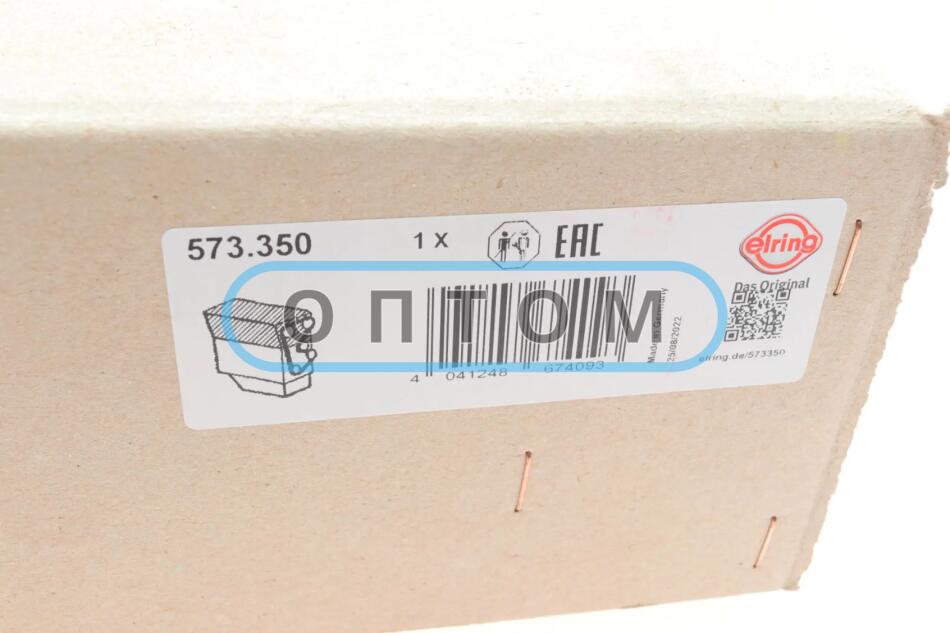 573.350
1 X
EAC
elring
Das Original
ОПТОМ
Made in Germany
25/08/2022
4 041248 674093
elring.de/573350